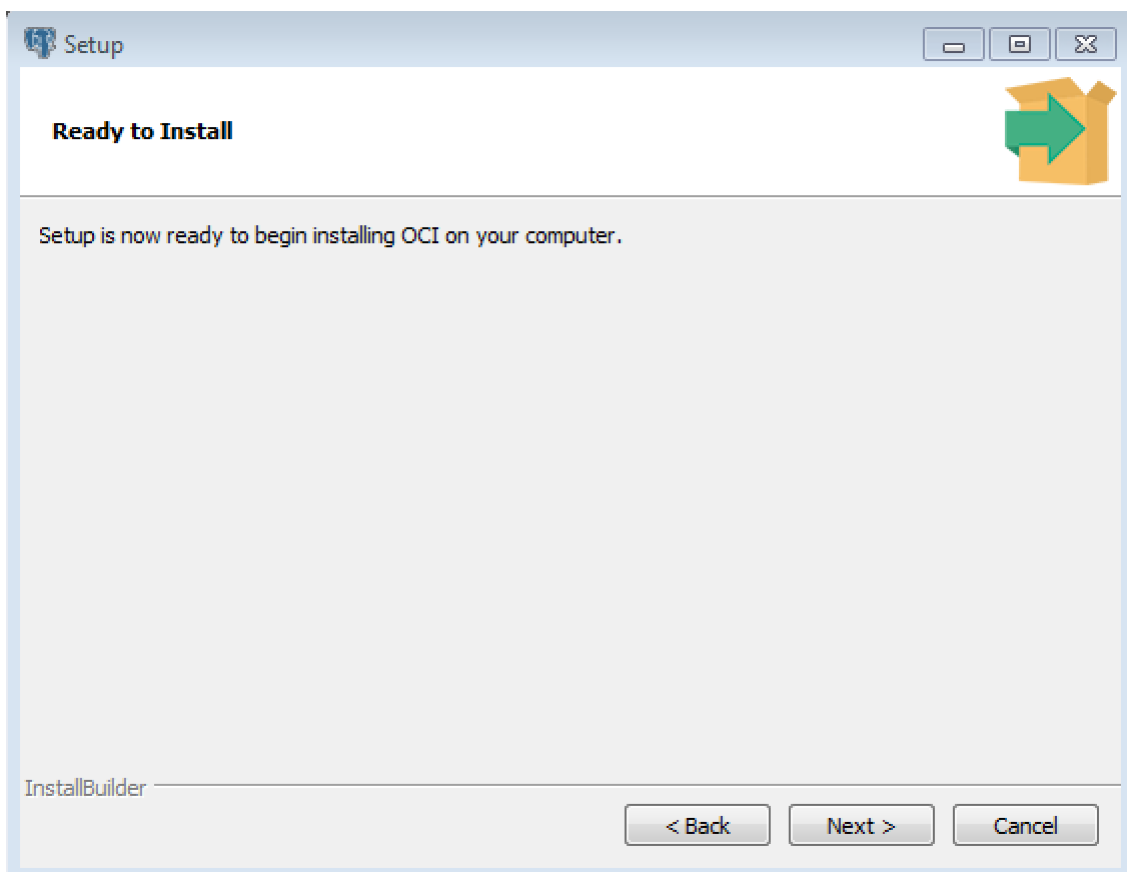 Setup
Ready to Install
Setup is now ready to begin installing OCI on your computer.
InstallBuilder
< Back
Next >
Cancel